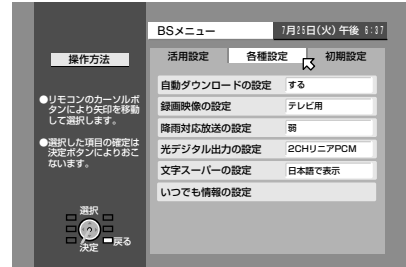 BSメニュー
7月25日(火) 午後 6:37
操作方法
活用設定 各種設定 初期設定
●リモコンのカーソルボ
タンにより矢印を移動
して選択します。
●選択した項目の確定は
決定ボタンによりおこ
ないます。
自動ダウンロードの設定 する
録画映像の設定 テレビ用
降雨対応放送の設定 弱
光デジタル出力の設定 2CHリニアPCM
文字スーパーの設定 日本語で表示
いつでも情報の設定
選択
戻る
決定